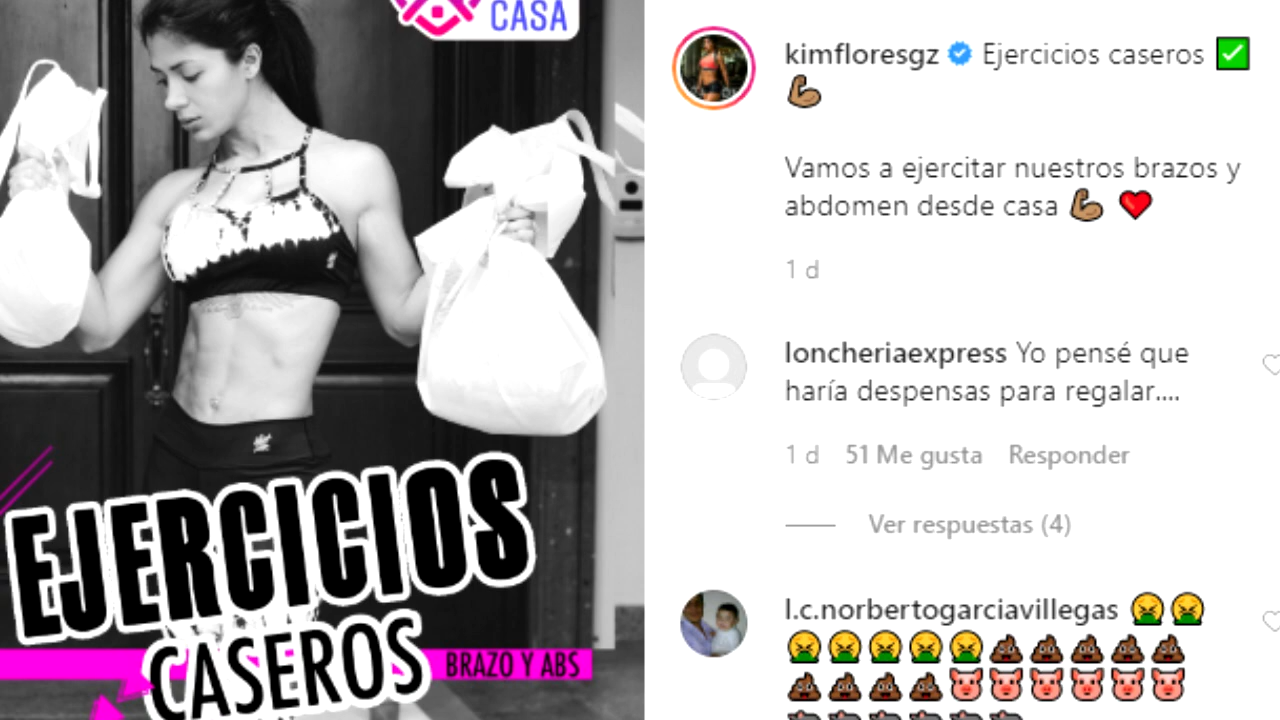 CASA
EJERCICIOS
CASEROS
BRAZO Y ABS
kimfloresgz Ejercicios caseros ✅
💪🏽
Vamos a ejercitar nuestros brazos y
abdomen desde casa 💪🏽 ❤️
1 d
loncheriaexpress Yo pensé que
haría despensas para regalar....
1 d 51 Me gusta Responder
Ver respuestas (4)
l.c.norbertogarciavillegas 🤮🤮
🤮🤮🤮🤮🤮💩💩💩💩💩
💩💩💩💩🐷🐷🐷🐷🐷🐷